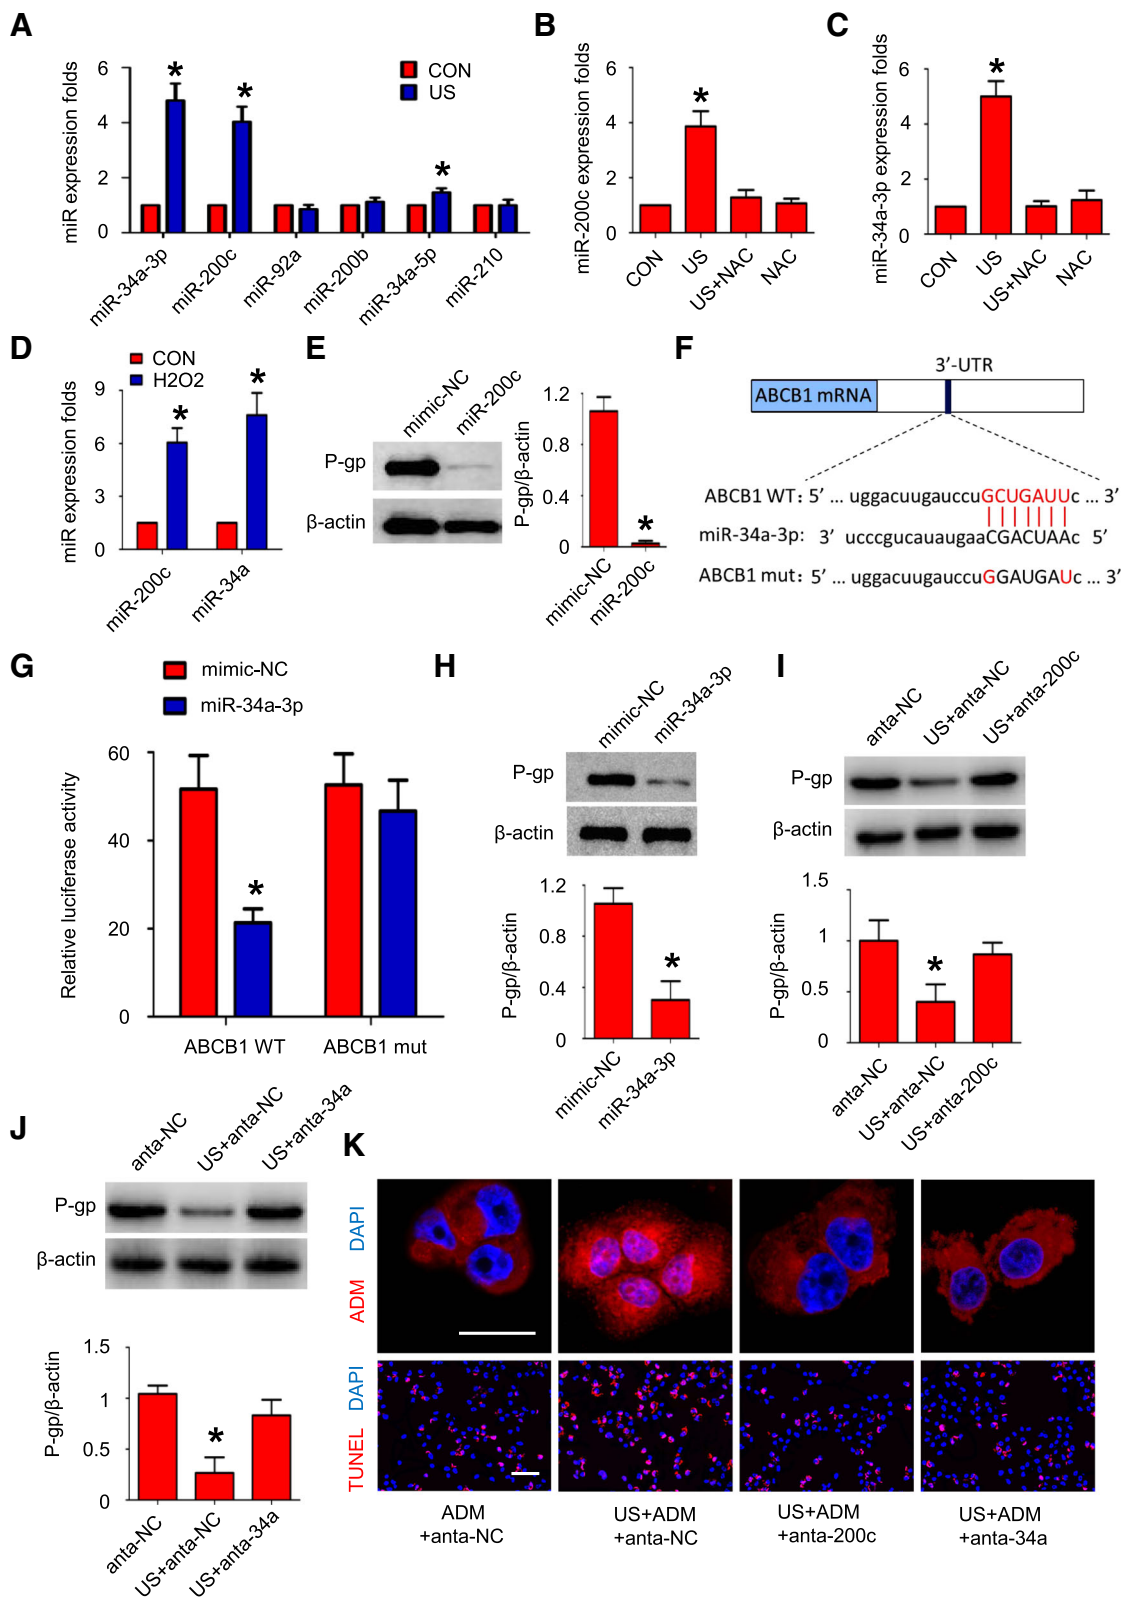 A
miR expression folds
6
4
2
0
CON
US
*
*
*
miR-34a-3p
miR-200c
miR-92a
miR-200b
miR-34a-5p
miR-210
B
miR-200c expression folds
6
4
2
0
*
CON
US
US+NAC
NAC
C
miR-34a-3p expression folds
6
4
2
0
*
CON
US
US+NAC
NAC
D
CON
H2O2
miR expression folds
9
6
3
0
*
*
miR-200c
miR-34a
E
mimic-NC
miR-200c
P-gp
β-actin
P-gp/β-actin
1.2
0.8
0.4
0
*
mimic-NC
miR-200c
F
3′-UTR
ABCB1 mRNA
ABCB1 WT: 5′ ... uggacuugauccuGCUGAUUc ... 3′
miR-34a-3p: 3′ ucccgucauaugaaCGACUAAc 5′
ABCB1 mut: 5′ ... uggacuugauccuGGAUGAUc ... 3′
G
mimic-NC
miR-34a-3p
Relative luciferase activity
60
40
20
0
*
ABCB1 WT
ABCB1 mut
H
mimic-NC
miR-34a-3p
P-gp
β-actin
P-gp/β-actin
1.2
0.8
0.4
0
*
mimic-NC
miR-34a-3p
I
anta-NC
US+anta-NC
US+anta-200c
P-gp
β-actin
P-gp/β-actin
1.5
1
0.5
0
*
anta-NC
US+anta-NC
US+anta-200c
J
anta-NC
US+anta-NC
US+anta-34a
P-gp
β-actin
P-gp/β-actin
1.5
1
0.5
0
*
anta-NC
US+anta-NC
US+anta-34a
K
ADM DAPI
TUNEL DAPI
ADM
+anta-NC
US+ADM
+anta-NC
US+ADM
+anta-200c
US+ADM
+anta-34a